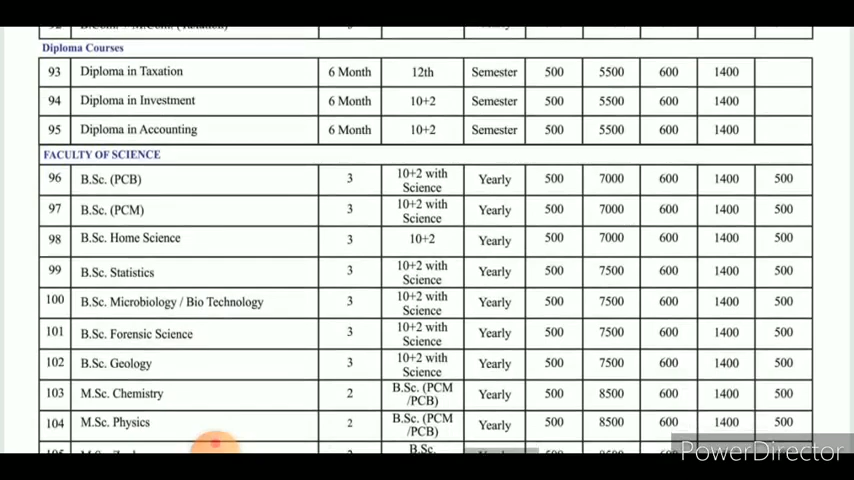 Diploma Courses
93 Diploma in Taxation 6 Month 12th Semester 500 5500 600 1400
94 Diploma in Investment 6 Month 10+2 Semester 500 5500 600 1400
95 Diploma in Accounting 6 Month 10+2 Semester 500 5500 600 1400
FACULTY OF SCIENCE
96 B.Sc. (PCB) 3 10+2 with Science Yearly 500 7000 600 1400 500
97 B.Sc. (PCM) 3 10+2 with Science Yearly 500 7000 600 1400 500
98 B.Sc. Home Science 3 10+2 Yearly 500 7000 600 1400 500
99 B.Sc. Statistics 3 10+2 with Science Yearly 500 7500 600 1400 500
100 B.Sc. Microbiology / Bio Technology 3 10+2 with Science Yearly 500 7500 600 1400 500
101 B.Sc. Forensic Science 3 10+2 with Science Yearly 500 7500 600 1400 500
102 B.Sc. Geology 3 10+2 with Science Yearly 500 7500 600 1400 500
103 M.Sc. Chemistry 2 B.Sc. (PCM /PCB) Yearly 500 8500 600 1400 500
104 M.Sc. Physics 2 B.Sc. (PCM /PCB) Yearly 500 8500 600 1400 500
B.Sc.
PowerDirector